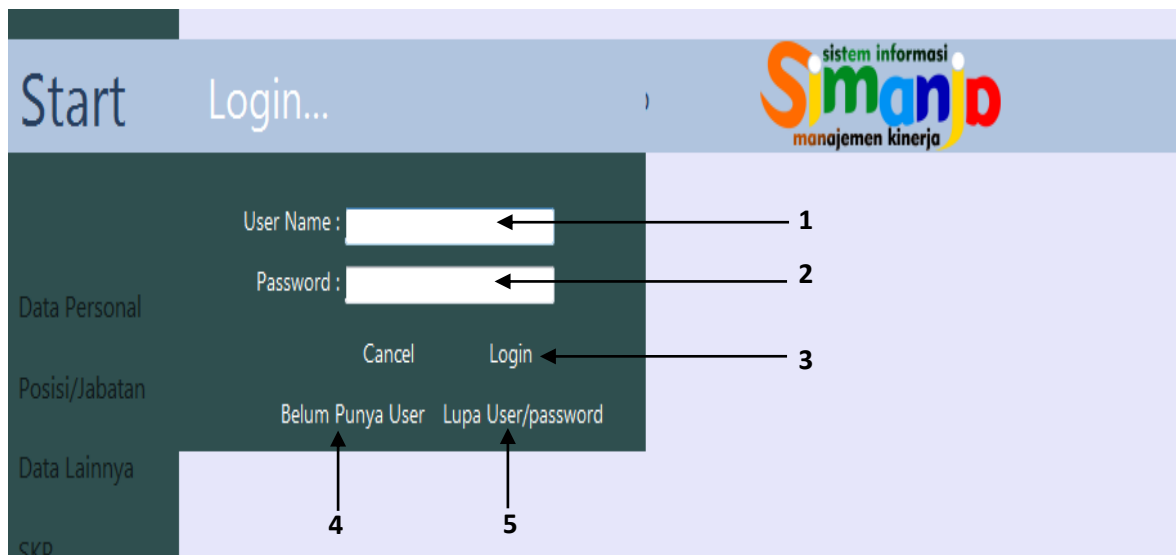 sistem informasi
Simanja
manajemen kinerja
Start
Login...
User Name :
1
Password :
2
Data Personal
Cancel
Login
3
Posisi/Jabatan
Belum Punya User
Lupa User/password
Data Lainnya
4
5
SKP